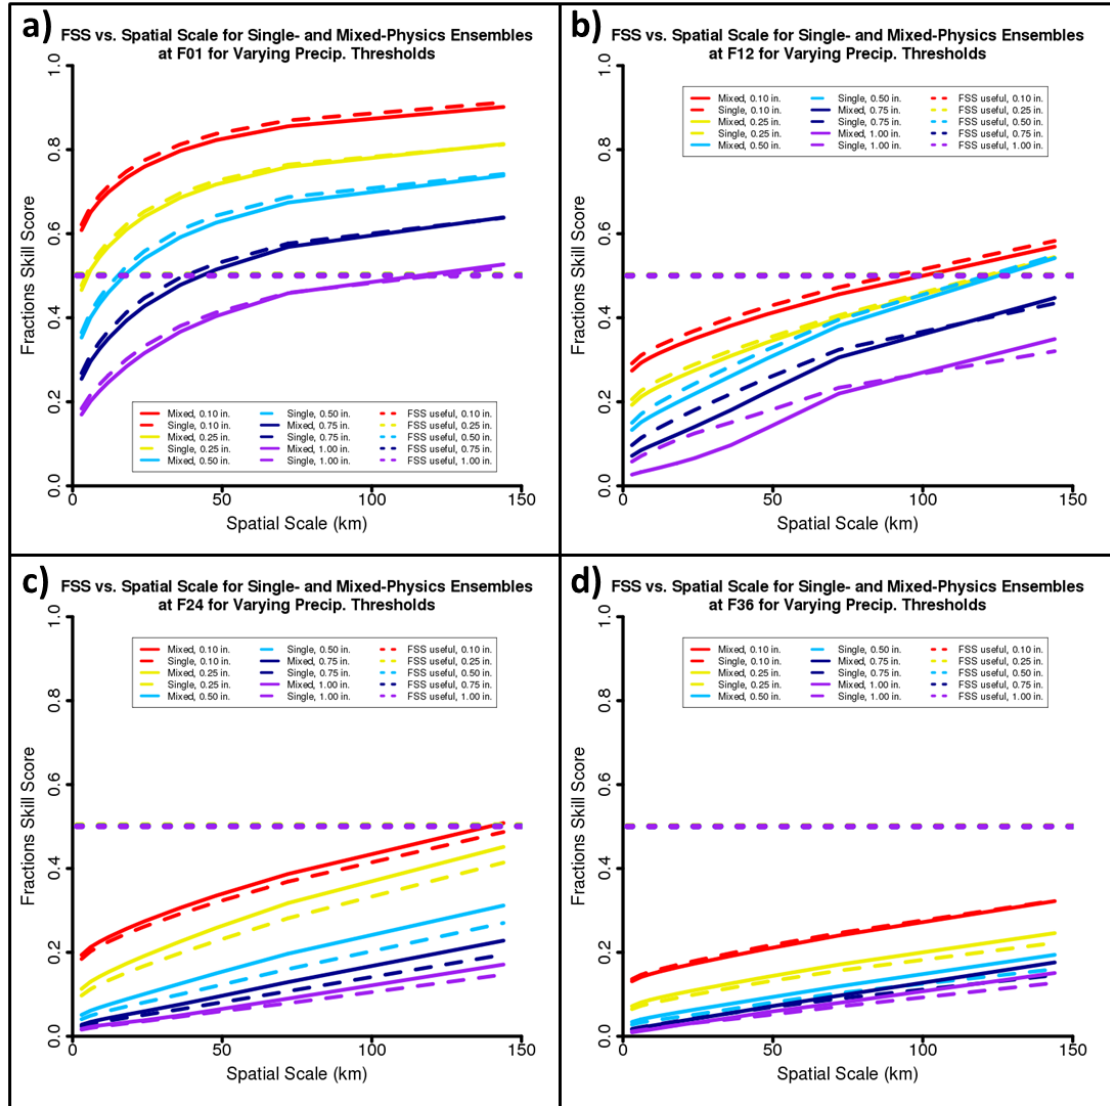 a)
FSS vs. Spatial Scale for Single- and Mixed-Physics Ensembles
at F01 for Varying Precip. Thresholds
Fractions Skill Score
1.0
0.8
0.6
0.4
0.2
0.0
Mixed, 0.10 in.
Single, 0.10 in.
Mixed, 0.25 in.
Single, 0.25 in.
Mixed, 0.50 in.
Single, 0.50 in.
Mixed, 0.75 in.
Single, 0.75 in.
Mixed, 1.00 in.
Single, 1.00 in.
FSS useful, 0.10 in.
FSS useful, 0.25 in.
FSS useful, 0.50 in.
FSS useful, 0.75 in.
FSS useful, 1.00 in.
0 50 100 150
Spatial Scale (km)
b)
FSS vs. Spatial Scale for Single- and Mixed-Physics Ensembles
at F12 for Varying Precip. Thresholds
Fractions Skill Score
1.0
0.8
0.6
0.4
0.2
0.0
Mixed, 0.10 in.
Single, 0.10 in.
Mixed, 0.25 in.
Single, 0.25 in.
Mixed, 0.50 in.
Single, 0.50 in.
Mixed, 0.75 in.
Single, 0.75 in.
Mixed, 1.00 in.
Single, 1.00 in.
FSS useful, 0.10 in.
FSS useful, 0.25 in.
FSS useful, 0.50 in.
FSS useful, 0.75 in.
FSS useful, 1.00 in.
0 50 100 150
Spatial Scale (km)
c)
FSS vs. Spatial Scale for Single- and Mixed-Physics Ensembles
at F24 for Varying Precip. Thresholds
Fractions Skill Score
1.0
0.8
0.6
0.4
0.2
0.0
Mixed, 0.10 in.
Single, 0.10 in.
Mixed, 0.25 in.
Single, 0.25 in.
Mixed, 0.50 in.
Single, 0.50 in.
Mixed, 0.75 in.
Single, 0.75 in.
Mixed, 1.00 in.
Single, 1.00 in.
FSS useful, 0.10 in.
FSS useful, 0.25 in.
FSS useful, 0.50 in.
FSS useful, 0.75 in.
FSS useful, 1.00 in.
0 50 100 150
Spatial Scale (km)
d)
FSS vs. Spatial Scale for Single- and Mixed-Physics Ensembles
at F36 for Varying Precip. Thresholds
Fractions Skill Score
1.0
0.8
0.6
0.4
0.2
0.0
Mixed, 0.10 in.
Single, 0.10 in.
Mixed, 0.25 in.
Single, 0.25 in.
Mixed, 0.50 in.
Single, 0.50 in.
Mixed, 0.75 in.
Single, 0.75 in.
Mixed, 1.00 in.
Single, 1.00 in.
FSS useful, 0.10 in.
FSS useful, 0.25 in.
FSS useful, 0.50 in.
FSS useful, 0.75 in.
FSS useful, 1.00 in.
0 50 100 150
Spatial Scale (km)